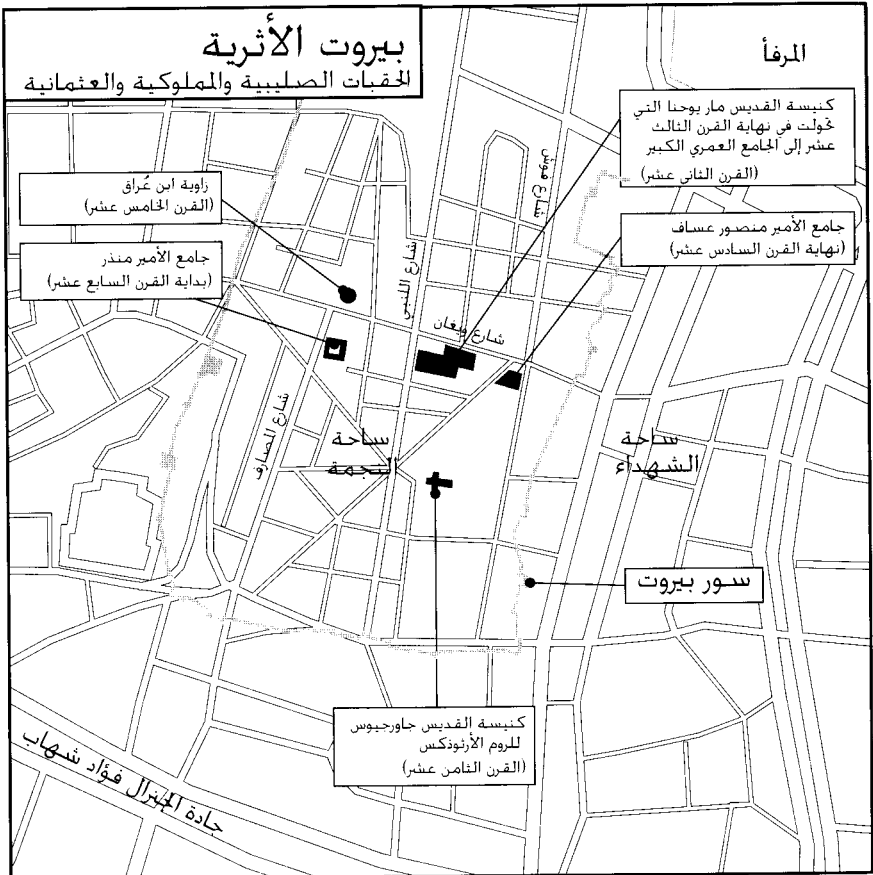 بيروت الأثرية
الحقبات الصليبية والمملوكية والعثمانية
المرفأ
كنيسة القديس مار يوحنا التي
تحولت في نهاية القرن الثالث
عشر إلى الجامع العمري الكبير
(القرن الثاني عشر)
شارع فوش
زاوية ابن عُراق
(القرن الخامس عشر)
جامع الأمير منصور عساف
(نهاية القرن السادس عشر)
جامع الأمير منذر
(بداية القرن السابع عشر)
شارع اللنبي
شارع ويغان
شارع المصارف
ساحة
النجمة
ساحة
الشهداء
سور بيروت
كنيسة القديس جاورجيوس
للروم الأرثوذكس
(القرن الثامن عشر)
جادة الجنرال فؤاد شهاب